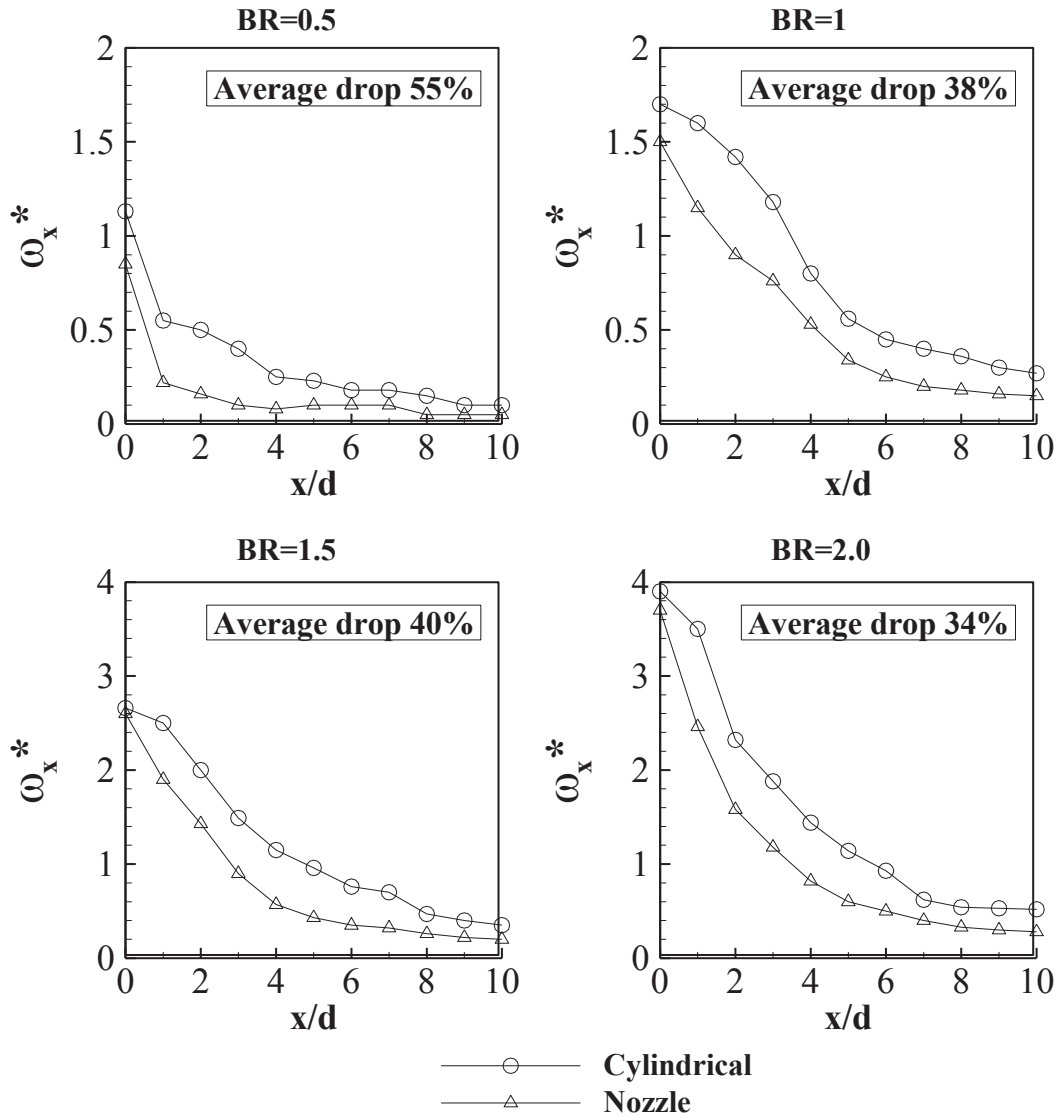 BR=0.5
Average drop 55%
2
1.5
1
0.5
0
ωx*
0 2 4 6 8 10
x/d
BR=1
Average drop 38%
2
1.5
1
0.5
0
ωx*
0 2 4 6 8 10
x/d
BR=1.5
Average drop 40%
4
3
2
1
0
ωx*
0 2 4 6 8 10
x/d
BR=2.0
Average drop 34%
4
3
2
1
0
ωx*
0 2 4 6 8 10
x/d
Cylindrical
Nozzle